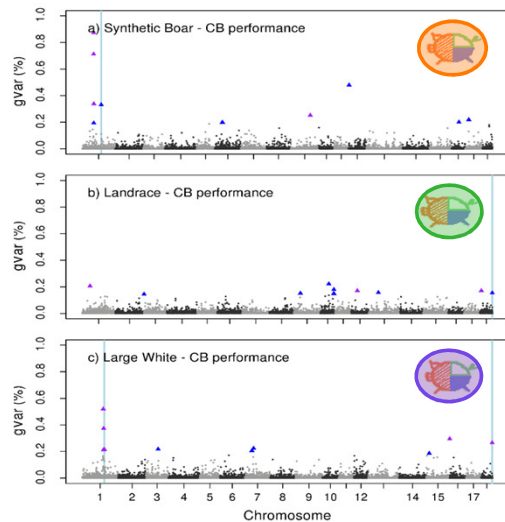 a) Synthetic Boar - CB performance
gvar (%)
1.0
0.8
0.6
0.4
0.2
0.0
b) Landrace - CB performance
gvar (%)
1.0
0.8
0.6
0.4
0.2
0.0
c) Large White - CB performance
gvar (%)
1.0
0.8
0.6
0.4
0.2
0.0
1 2 3 4 5 6 7 8 9 10 12 14 15 17
Chromosome